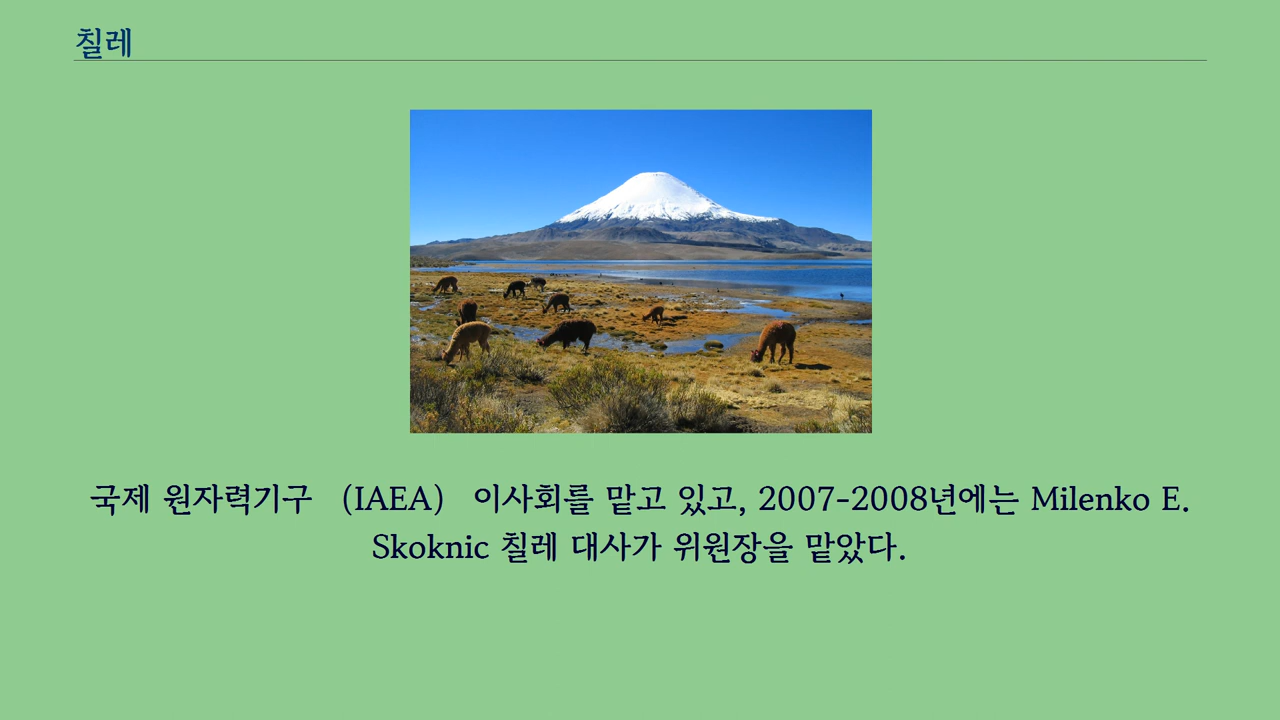 칠레
국제 원자력기구 （IAEA） 이사회를 맡고 있고, 2007-2008년에는 Milenko E.
Skoknic 칠레 대사가 위원장을 맡았다.